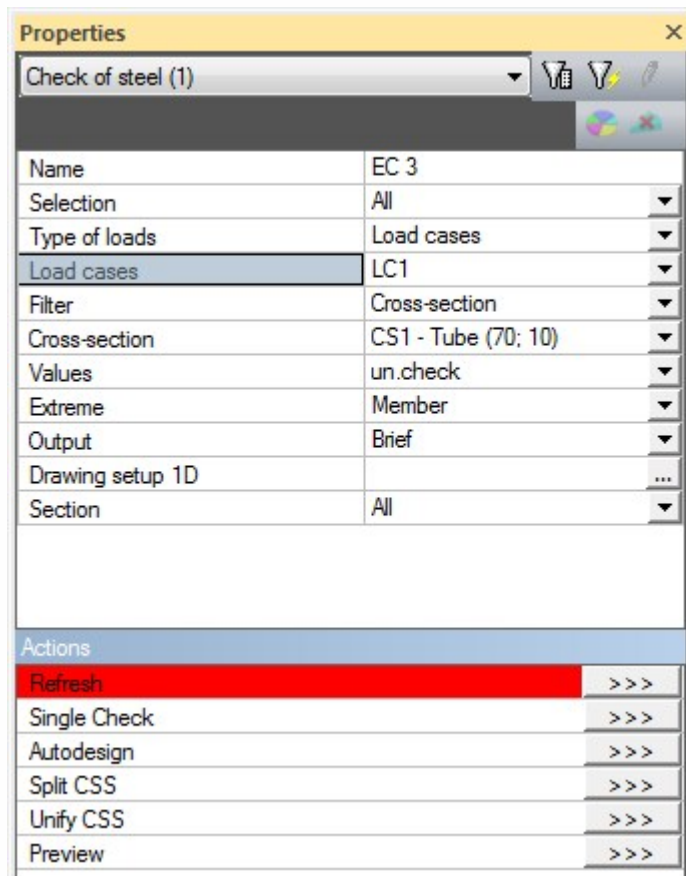 Properties
Check of steel (1)
Name EC 3
Selection All
Type of loads Load cases
Load cases LC1
Filter Cross-section
Cross-section CS1 - Tube (70; 10)
Values un.check
Extreme Member
Output Brief
Drawing setup 1D ...
Section All
Actions
Refresh >>>
Single Check >>>
Autodesign >>>
Split CSS >>>
Unify CSS >>>
Preview >>>